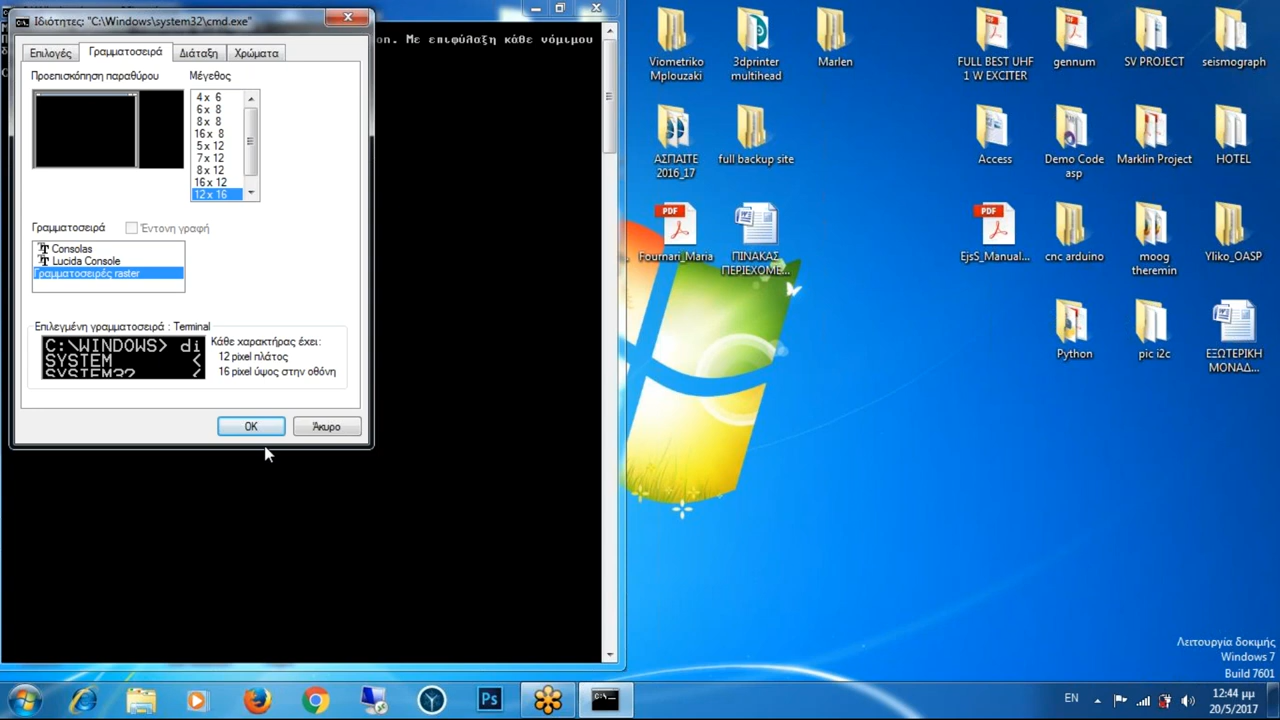 Ιδιότητες: "C:\Windows\system32\cmd.exe"
Επιλογές
Γραμματοσειρά
Διάταξη
Χρώματα
Προεπισκόπηση παραθύρου
Μέγεθος
4 x 6
6 x 8
8 x 8
16 x 8
5 x 12
7 x 12
8 x 12
16 x 12
12 x 16
Γραμματοσειρά
Έντονη γραφή
Consolas
Lucida Console
Γραμματοσειρές raster
Επιλεγμένη γραμματοσειρά : Terminal
C:\WINDOWS> di
SYSTEM <
SYSTEM32 <
Κάθε χαρακτήρας έχει:
12 pixel πλάτος
16 pixel ύψος στην οθόνη
OK
Άκυρο
on. Με επιφύλαξη κάθε νόμιμου
Viometriko Mplouzaki
3dprinter multihead
Marlen
FULL BEST UHF 1 W EXCITER
gennum
SV PROJECT
seismograph
ΑΣΠΑΙΤΕ 2016_17
full backup site
Access
Demo Code asp
Marklin Project
HOTEL
Fournari_Maria
ΠΙΝΑΚΑΣ ΠΕΡΙΕΧΟΜΕ...
EjsS_Manual...
cnc arduino
moog theremin
Yliko_OASP
Python
pic i2c
ΕΞΩΤΕΡΙΚΗ ΜΟΝΑΔ...
Λειτουργία δοκιμής
Windows 7
Build 7601
Ps
C:\
EN
12:44 μμ
20/5/2017